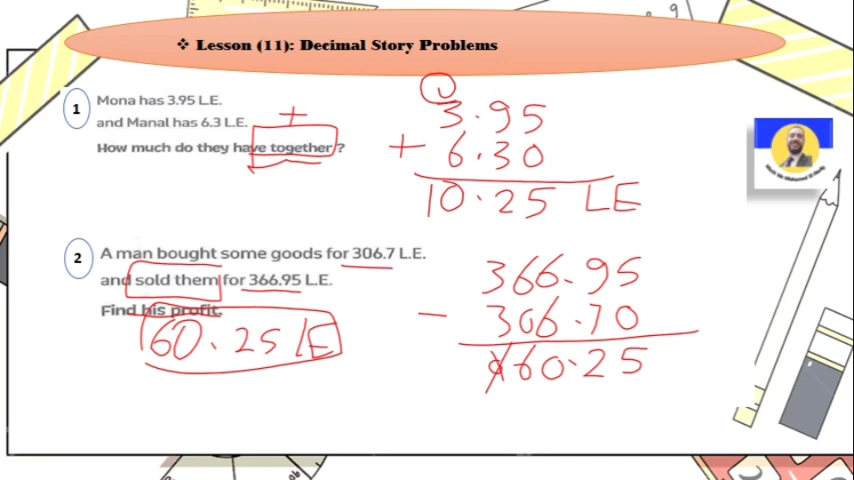 ❖ Lesson (11): Decimal Story Problems
1
Mona has 3.95 L.E.
and Manal has 6.3 L.E.
How much do they have together ?
+
1
3.95
+ 6.30
10.25 LE
2
A man bought some goods for 306.7 L.E.
and sold them for 366.95 L.E.
Find his profit.
60.25 LE
366.95
- 306.70
060.25